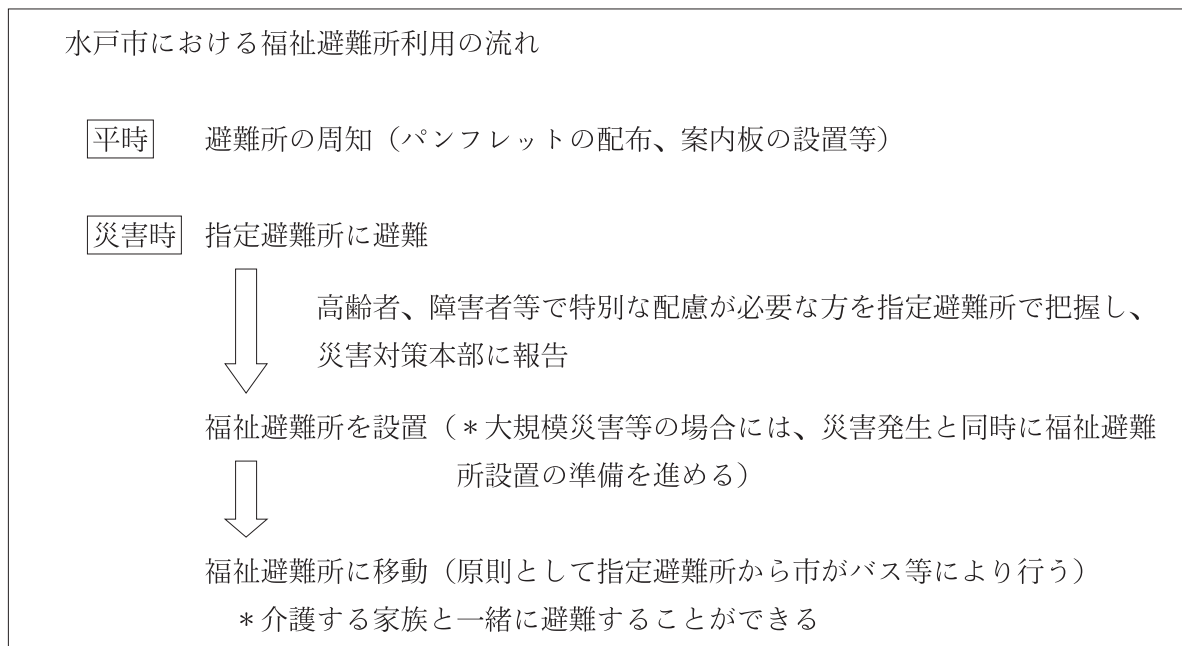 水戸市における福祉避難所利用の流れ
平時 避難所の周知（パンフレットの配布、案内板の設置等）
災害時 指定避難所に避難
高齢者、障害者等で特別な配慮が必要な方を指定避難所で把握し、
災害対策本部に報告
福祉避難所を設置（＊大規模災害等の場合には、災害発生と同時に福祉避難
所設置の準備を進める）
福祉避難所に移動（原則として指定避難所から市がバス等により行う）
＊介護する家族と一緒に避難することができる